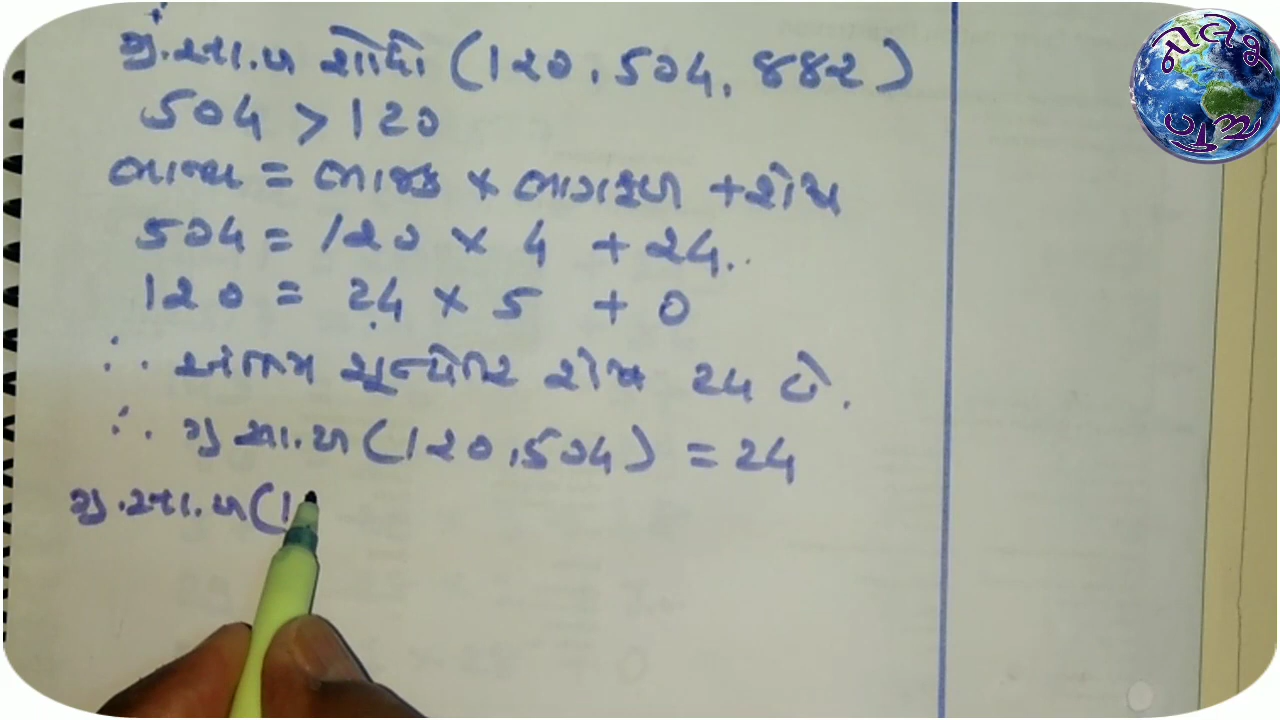 ગુ.સા.અ શોધો (120, 504, 882)
504 > 120
ભાજ્ય = ભાજક × ભાગફળ + શેષ
504 = 120 × 4 + 24.
120 = 24 × 5 + 0
∴ અંતિમ શૂન્યેતર શેષ 24 છે.
∴ ગુ સા.અ (120, 504) = 24
ગુ.સા.અ (1